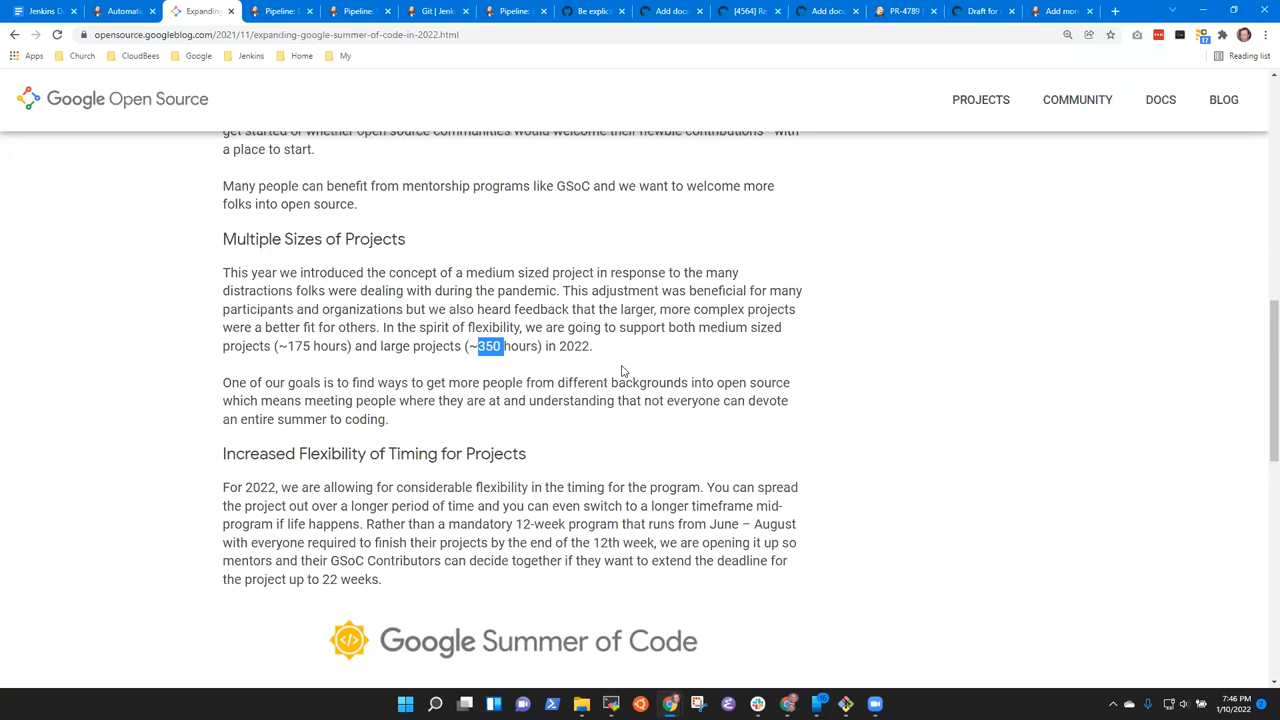 Jenkins Do
Automatic
Expanding
Pipeline: D
Pipeline: S
Git | Jenk
Pipeline: D
Be explici
Add docu
[4564] Re
Add docu
PR-4789
Draft for
Add more
opensource.googleblog.com/2021/11/expanding-google-summer-of-code-in-2022.html
17
Apps Church CloudBees Google Jenkins Home My Reading list
Google Open Source PROJECTS COMMUNITY DOCS BLOG
get started or whether open source communities would welcome their newbie contributions—with
a place to start.
Many people can benefit from mentorship programs like GSoC and we want to welcome more
folks into open source.
Multiple Sizes of Projects
This year we introduced the concept of a medium sized project in response to the many
distractions folks were dealing with during the pandemic. This adjustment was beneficial for many
participants and organizations but we also heard feedback that the larger, more complex projects
were a better fit for others. In the spirit of flexibility, we are going to support both medium sized
projects (~175 hours) and large projects (~350 hours) in 2022.
One of our goals is to find ways to get more people from different backgrounds into open source
which means meeting people where they are at and understanding that not everyone can devote
an entire summer to coding.
Increased Flexibility of Timing for Projects
For 2022, we are allowing for considerable flexibility in the timing for the program. You can spread
the project out over a longer period of time and you can even switch to a longer timeframe mid-
program if life happens. Rather than a mandatory 12-week program that runs from June – August
with everyone required to finish their projects by the end of the 12th week, we are opening it up so
mentors and their GSoC Contributors can decide together if they want to extend the deadline for
the project up to 22 weeks.
Google Summer of Code
7:46 PM
1/10/2022